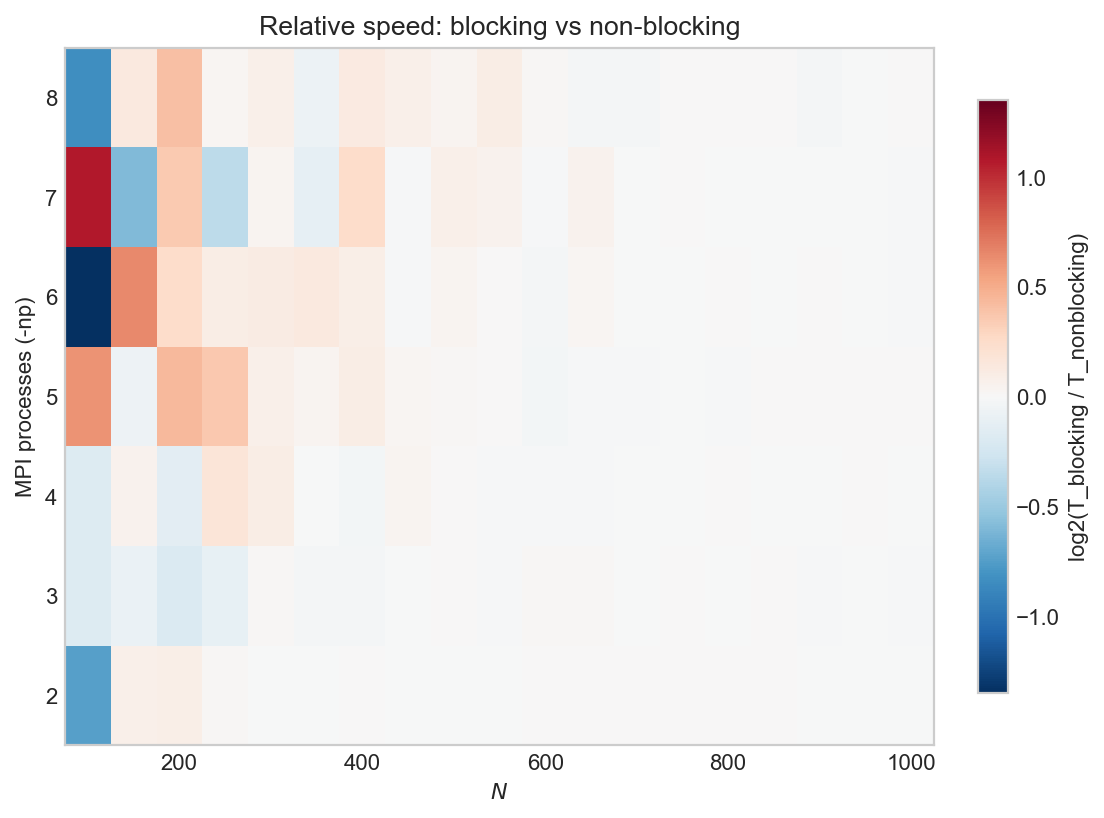 Relative speed: blocking vs non-blocking
MPI processes (-np)
8
7
6
5
4
3
2
200 400 600 800 1000
N
1.0
0.5
0.0
−0.5
−1.0
log2(T_blocking / T_nonblocking)